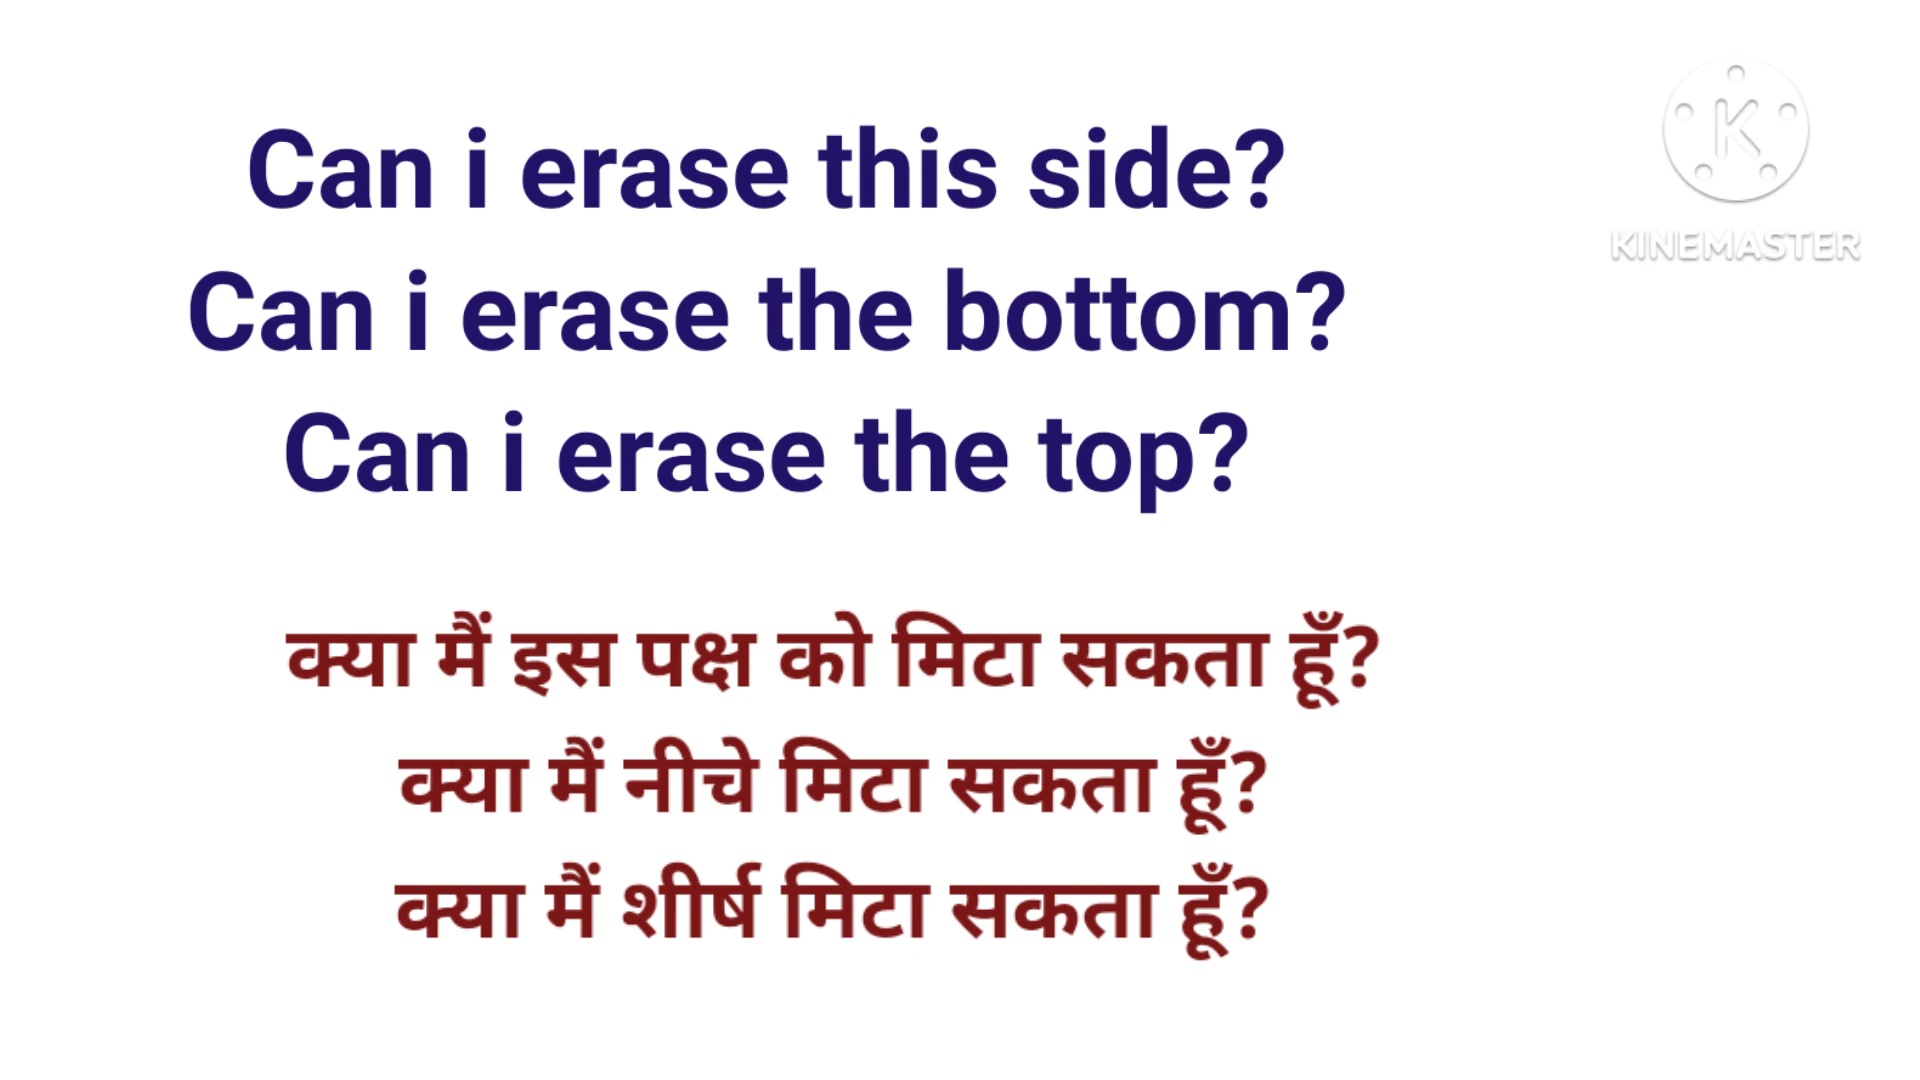 Can i erase this side?
Can i erase the bottom?
Can i erase the top?
क्या मैं इस पक्ष को मिटा सकता हूँ?
क्या मैं नीचे मिटा सकता हूँ?
क्या मैं शीर्ष मिटा सकता हूँ?
K
KINEMASTER